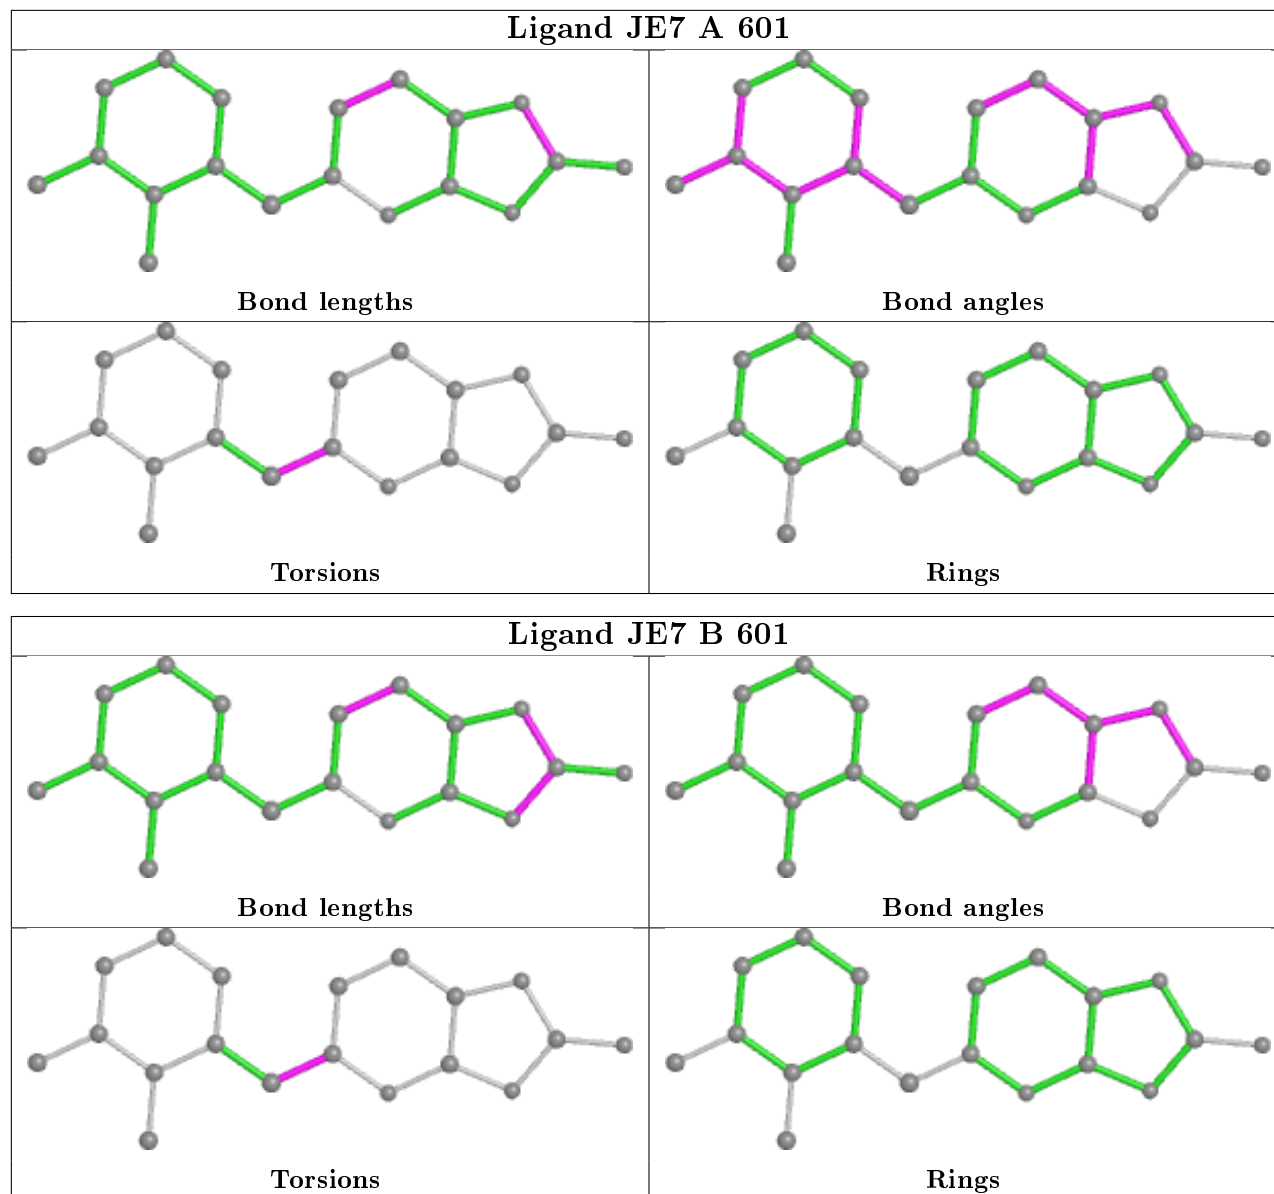 Ligand JE7 A 601
Bond lengths
Bond angles
Torsions
Rings
Ligand JE7 B 601
Bond lengths
Bond angles
Torsions
Rings